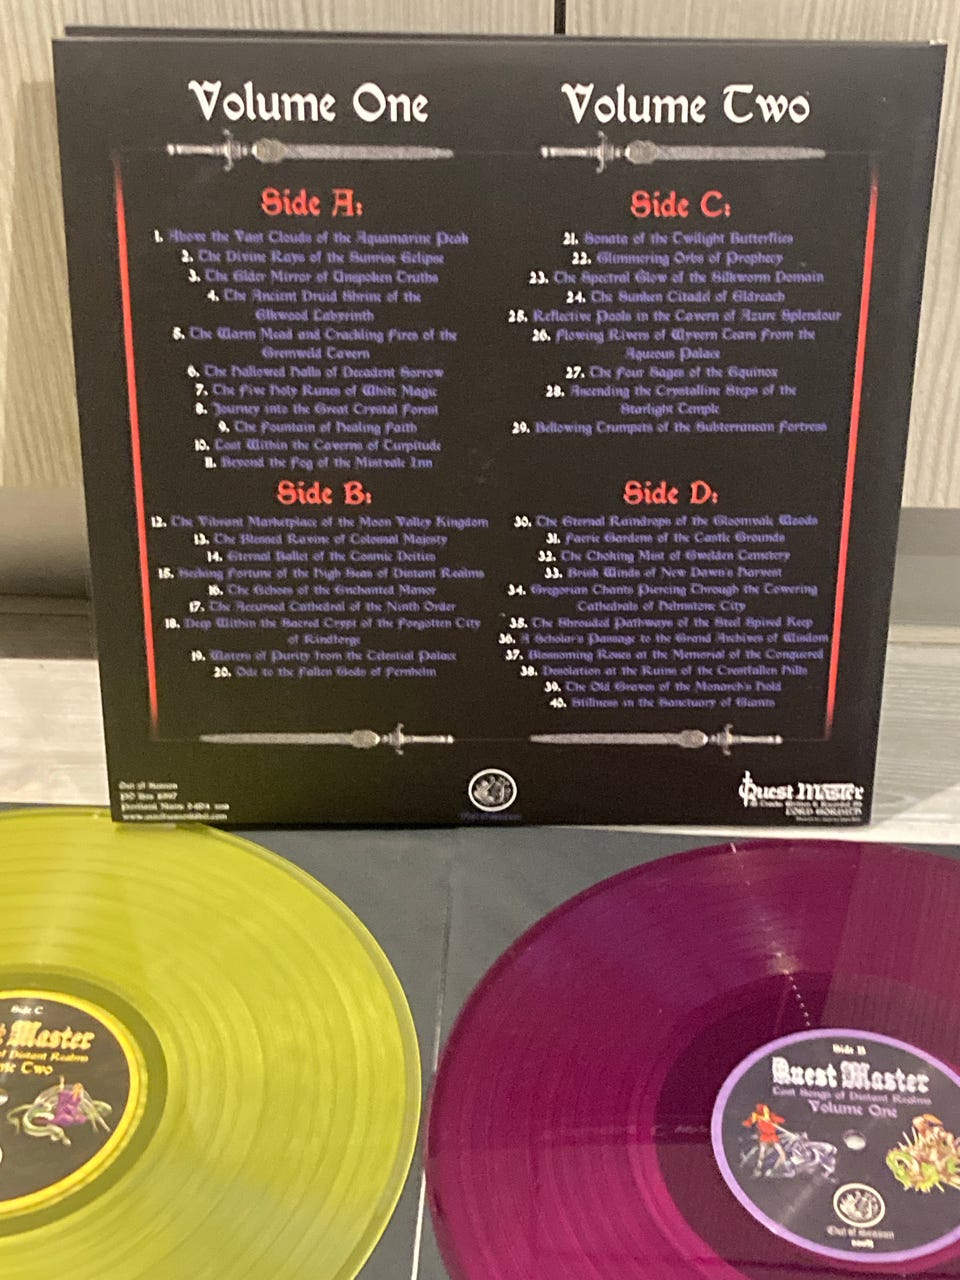 Volume One
Side A:
1. Above the Vast Clouds of the Aquamarine Peak
2. The Divine Rays of the Sunrise Eclipse
3. The Elder Mirror of Unspoken Truths
4. The Ancient Druid Shrine of the
Elkwood Labyrinth
5. The Warm Mead and Crackling Fires of the
Gremweld Tavern
6. The Hallowed Halls of Decadent Sorrow
7. The Five Holy Runes of White Magic
8. Journey into the Great Crystal Forest
9. The Fountain of Healing Faith
10. Lost Within the Caverns of Turpitude
11. Beyond the Fog of the Mistvale Inn
Side B:
12. The Vibrant Marketplace of the Moon Valley Kingdom
13. The Blessed Ravine of Colossal Majesty
14. Eternal Ballet of the Cosmic Deities
15. Seeking Fortune of the High Seas of Distant Realms
16. The Echoes of the Enchanted Manor
17. The Accursed Cathedral of the Ninth Order
18. Deep Within the Sacred Crypt of the Forgotten City
of Rindferge
19. Waters of Purity from the Celestial Palace
20. Ode to the Fallen Gods of Fernheim
Volume Two
Side C:
21. Sonata of the Twilight Butterflies
22. Glimmering Orbs of Prophecy
23. The Spectral Glow of the Silkworm Domain
24. The Sunken Citadel of Eldreach
25. Reflective Pools in the Cavern of Azure Splendour
26. Flowing Rivers of Wyvern Tears From the
Aqueous Palace
27. The Four Sages of the Equinox
28. Ascending the Crystalline Steps of the
Starlight Temple
29. Bellowing Trumpets of the Subterranean Fortress
Side D:
30. The Eternal Raindrops of the Gloomvale Woods
31. Faerie Gardens of the Castle Grounds
32. The Choking Mist of Gwelden Cemetery
33. Brisk Winds of New Dawn's Harvest
34. Gregorian Chants Piercing Through the Towering
Cathedrals of Helmstone City
35. The Shrouded Pathways of the Steel Spired Keep
36. A Scholar's Passage to the Grand Archives of Wisdom
37. Blossoming Roses at the Memorial of the Conquered
38. Desolation at the Ruins of the Crestfallen Hills
39. The Old Graves of the Monarch's Hold
40. Stillness in the Sanctuary of Giants
Out of Season
Quest Master
All Tracks Written & Recorded By
Side C
Master
of Distant Realms
Two
Side B
Quest Master
Lost Songs of Distant Realms
Volume One
Out of Season